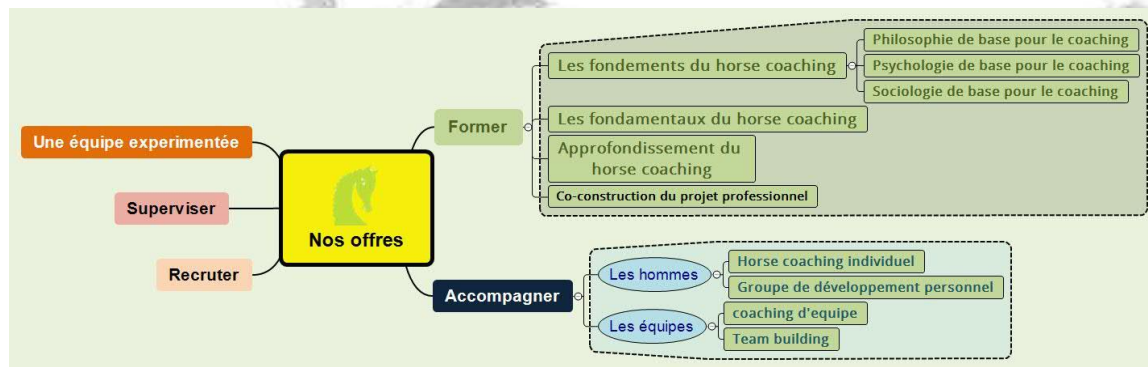 Nos offres
Une équipe experimentée
Superviser
Recruter
Former
Les fondements du horse coaching
Philosophie de base pour le coaching
Psychologie de base pour le coaching
Sociologie de base pour le coaching
Les fondamentaux du horse coaching
Approfondissement du
horse coaching
Co-construction du projet professionnel
Accompagner
Les hommes
Horse coaching individuel
Groupe de développement personnel
Les équipes
coaching d'equipe
Team building